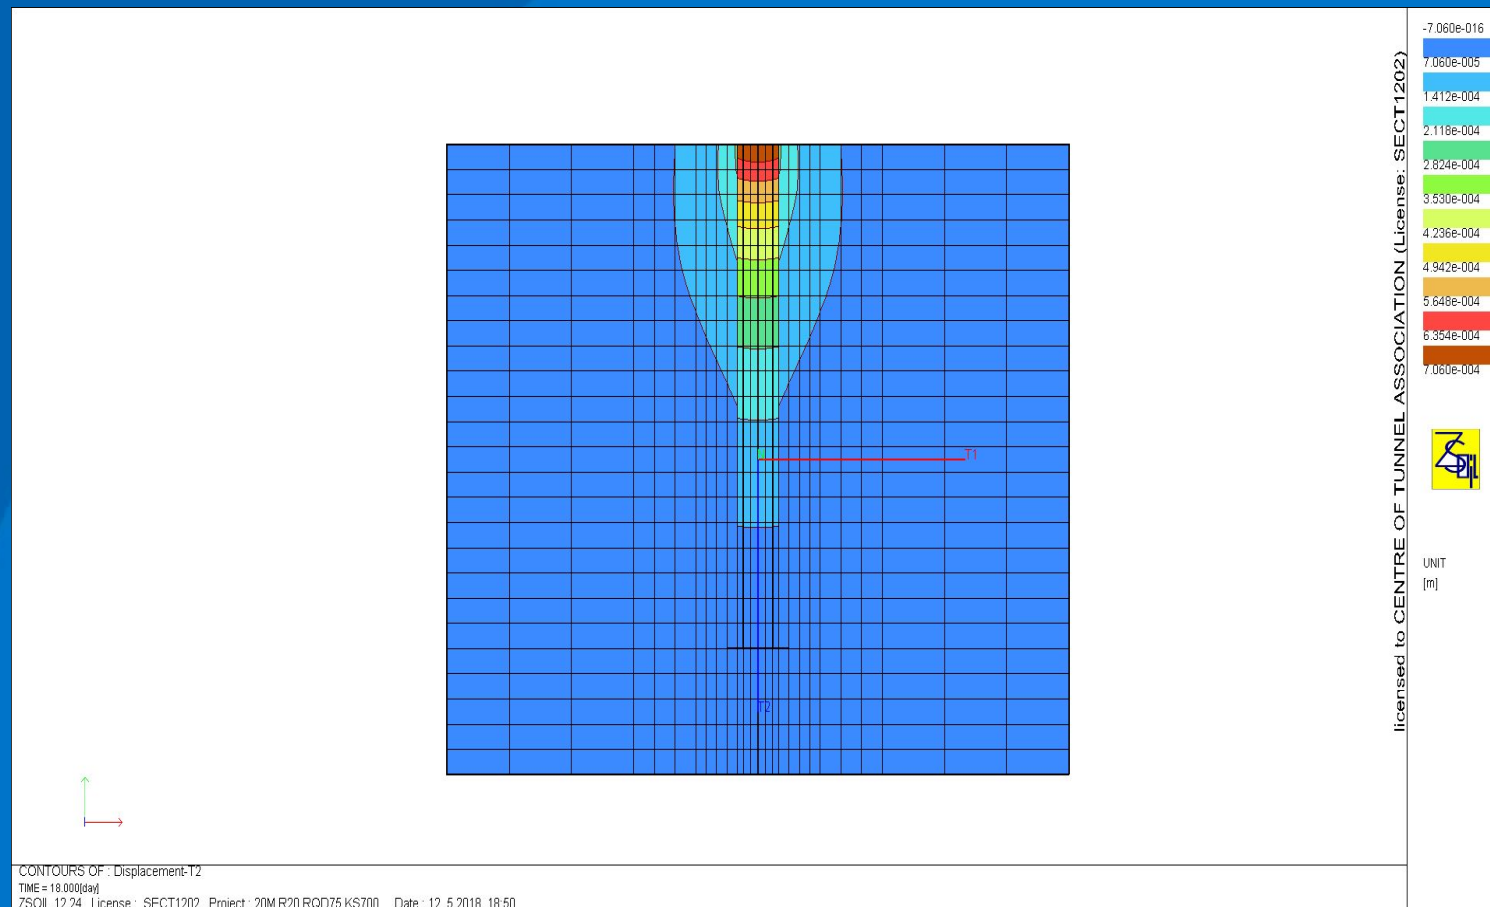 -7.060e-016
7.060e-005
1.412e-004
2.118e-004
2.824e-004
3.530e-004
4.236e-004
4.942e-004
5.648e-004
6.354e-004
7.060e-004
licensed to CENTRE OF TUNNEL ASSOCIATION (License: SECT1202)
ZSoil
UNIT
[m]
T1
T2
CONTOURS OF : Displacement-T2
TIME = 18.000[day]
ZSOIL 12.24 License : SECT1202 Project : 20M R20 RQD75 KS700 Date : 12. 5.2018 18:50